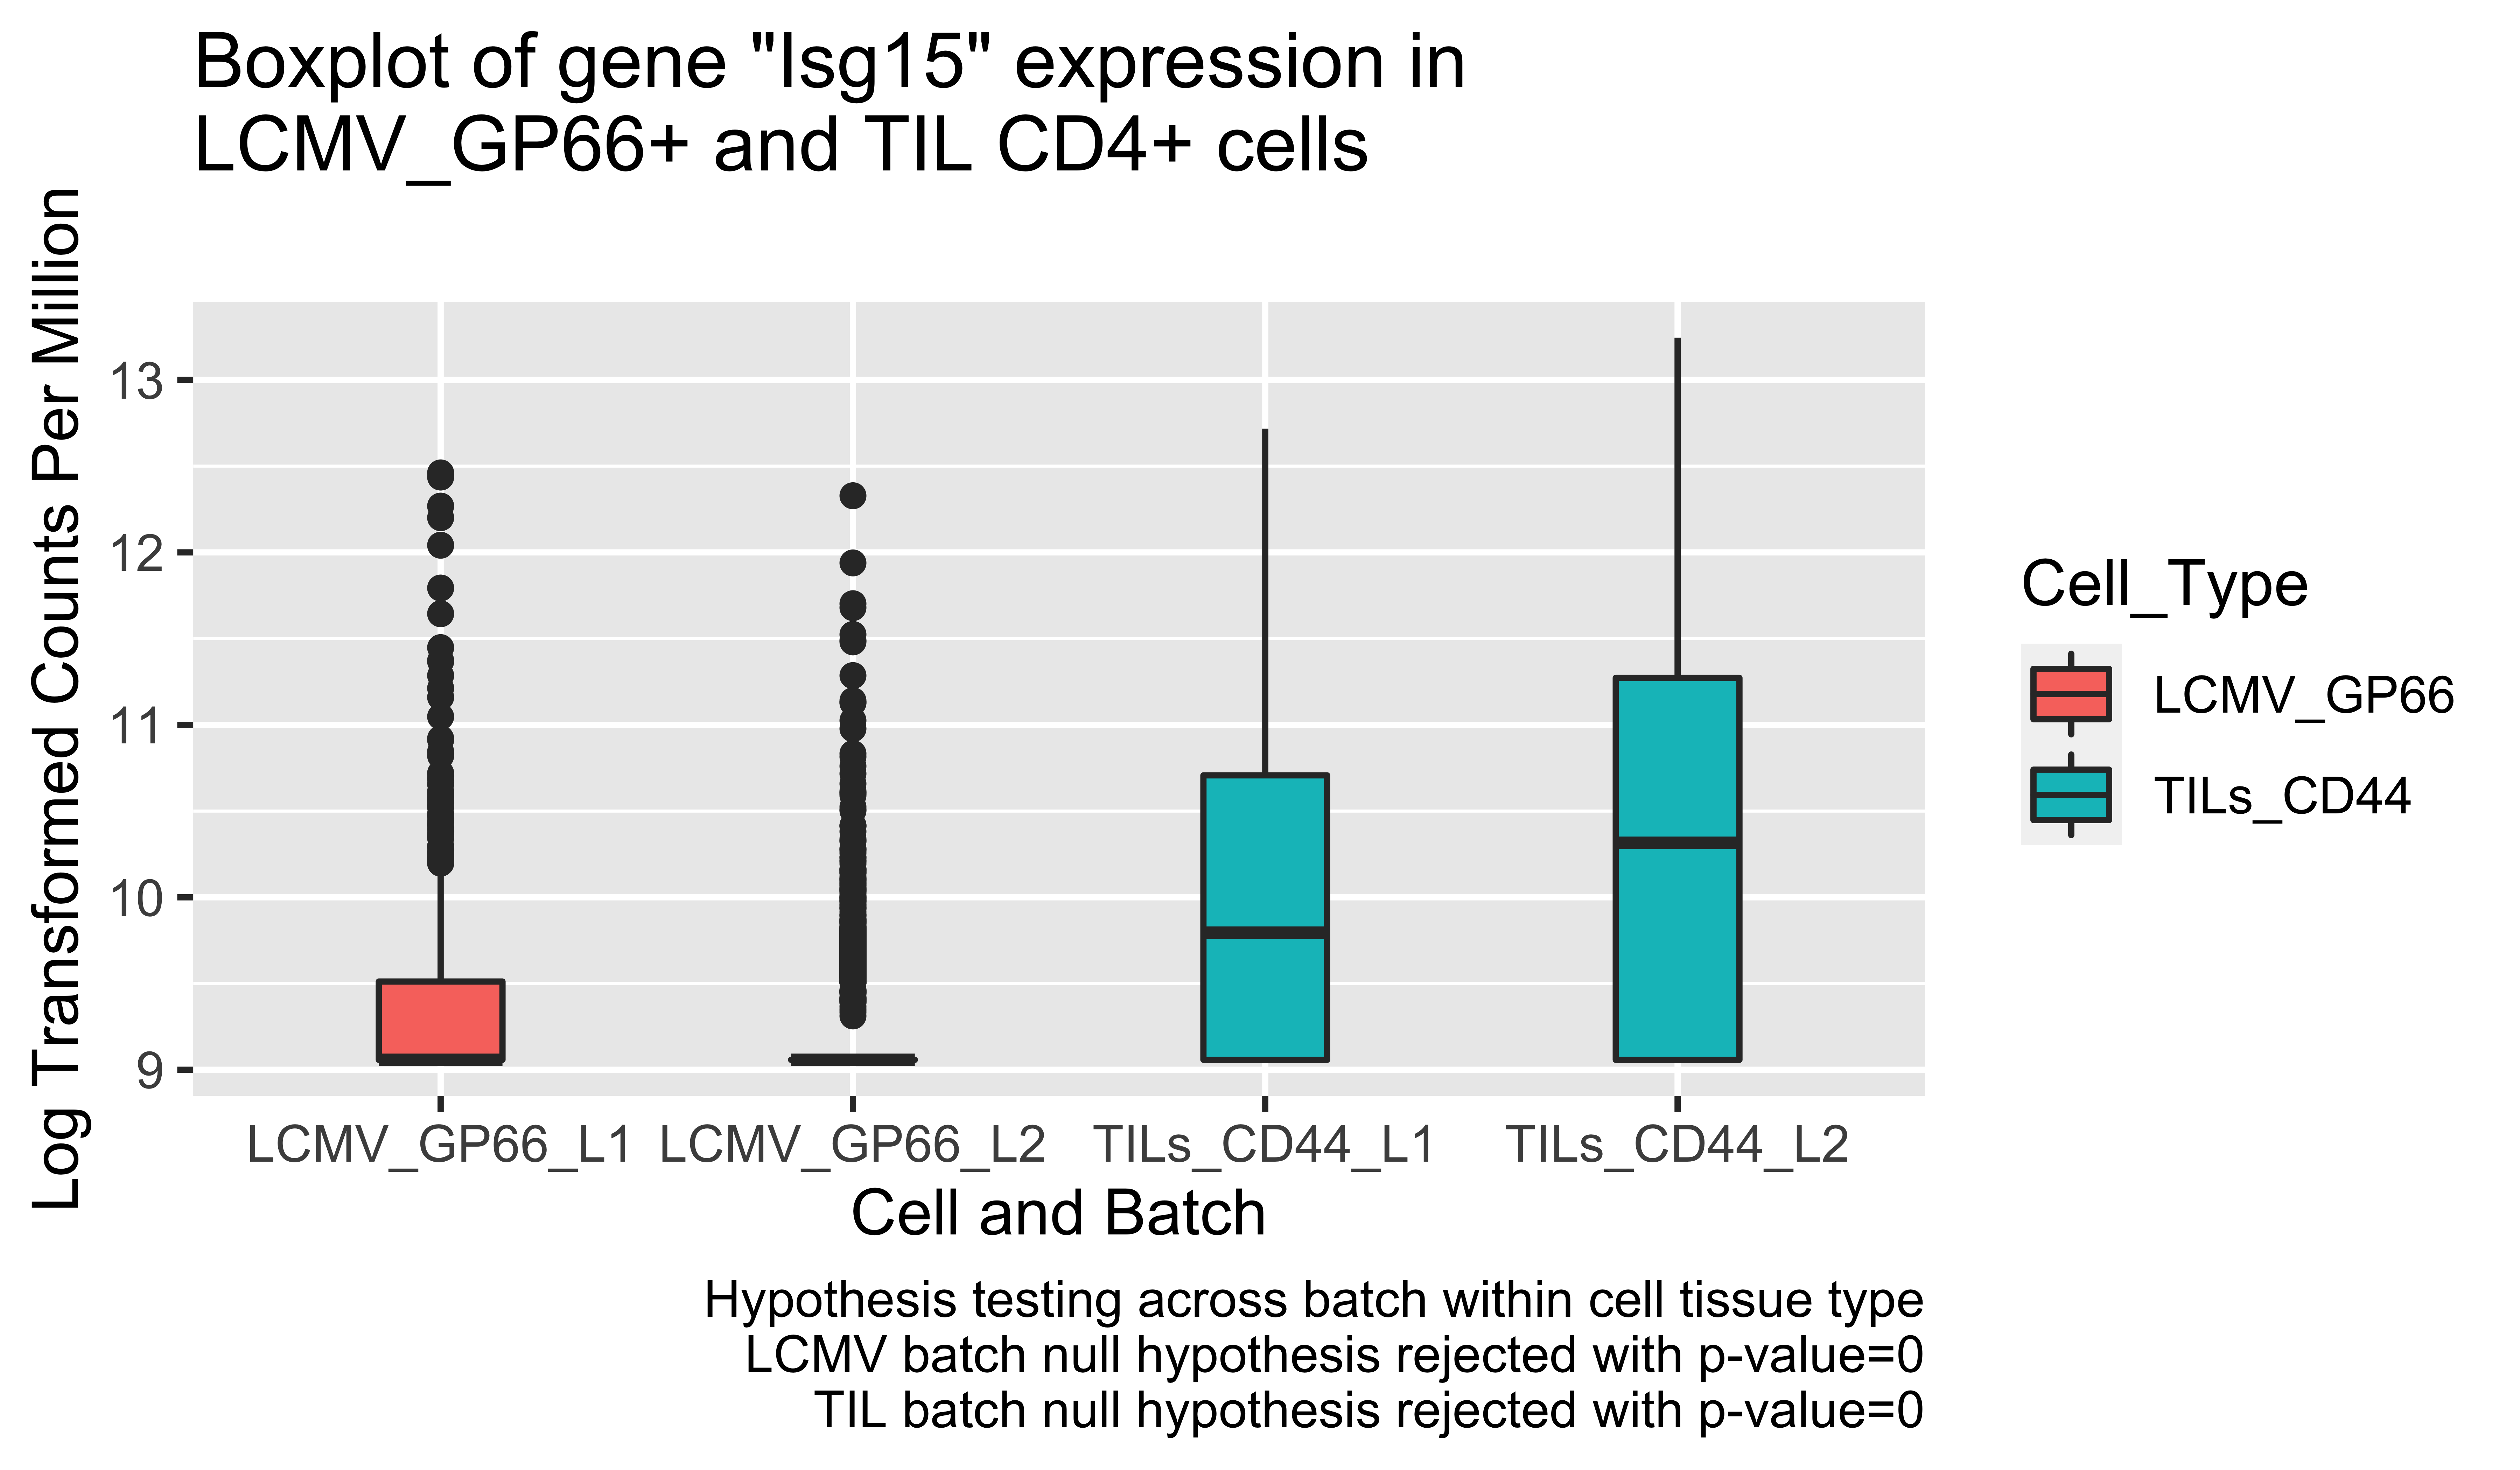 Boxplot of gene "Isg15" expression in
LCMV_GP66+ and TIL CD4+ cells
Log Transformed Counts Per Million
13
12
11
10
9
LCMV_GP66_L1
LCMV_GP66_L2
TILs_CD44_L1
TILs_CD44_L2
Cell and Batch
Cell_Type
LCMV_GP66
TILs_CD44
Hypothesis testing across batch within cell tissue type
LCMV batch null hypothesis rejected with p-value=0
TIL batch null hypothesis rejected with p-value=0